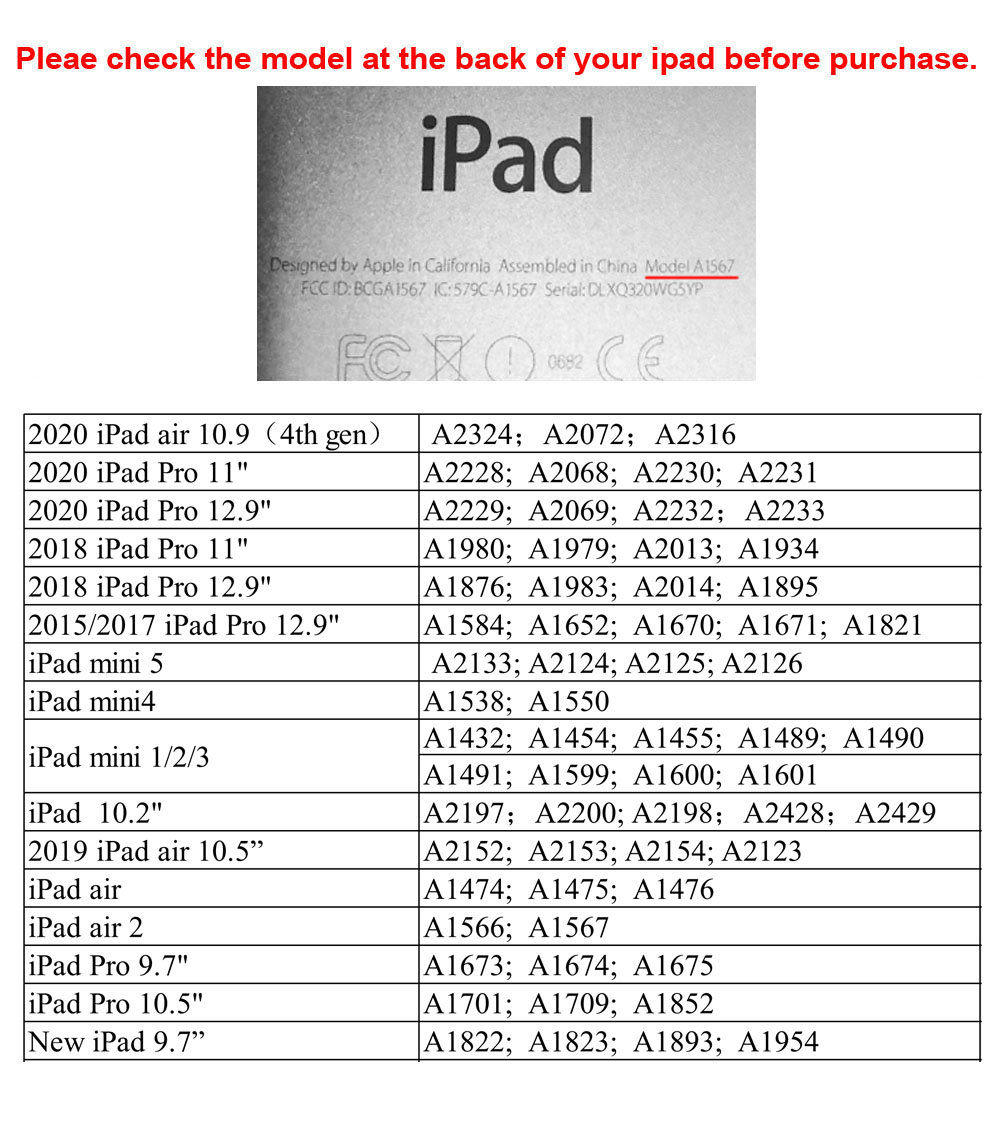 Pleae check the model at the back of your ipad before purchase.
iPad
Designed by Apple in California Assembled in China Model A1567
FCC ID: BCGA1567 IC: 579C-A1567 Serial: DLXQ320WG5YP
FC 0682 CE
2020 iPad air 10.9（4th gen） A2324；A2072；A2316
2020 iPad Pro 11" A2228; A2068; A2230; A2231
2020 iPad Pro 12.9" A2229; A2069; A2232；A2233
2018 iPad Pro 11" A1980; A1979; A2013; A1934
2018 iPad Pro 12.9" A1876; A1983; A2014; A1895
2015/2017 iPad Pro 12.9" A1584; A1652; A1670; A1671; A1821
iPad mini 5 A2133; A2124; A2125; A2126
iPad mini4 A1538; A1550
iPad mini 1/2/3 A1432; A1454; A1455; A1489; A1490
A1491; A1599; A1600; A1601
iPad 10.2" A2197；A2200; A2198；A2428；A2429
2019 iPad air 10.5” A2152; A2153; A2154; A2123
iPad air A1474; A1475; A1476
iPad air 2 A1566; A1567
iPad Pro 9.7" A1673; A1674; A1675
iPad Pro 10.5" A1701; A1709; A1852
New iPad 9.7” A1822; A1823; A1893; A1954